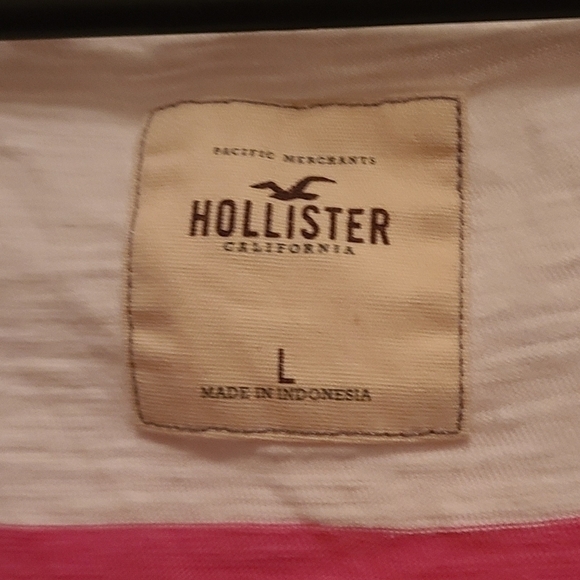 PACIFIC MERCHANTS
HOLLISTER
CALIFORNIA
L
MADE IN INDONESIA